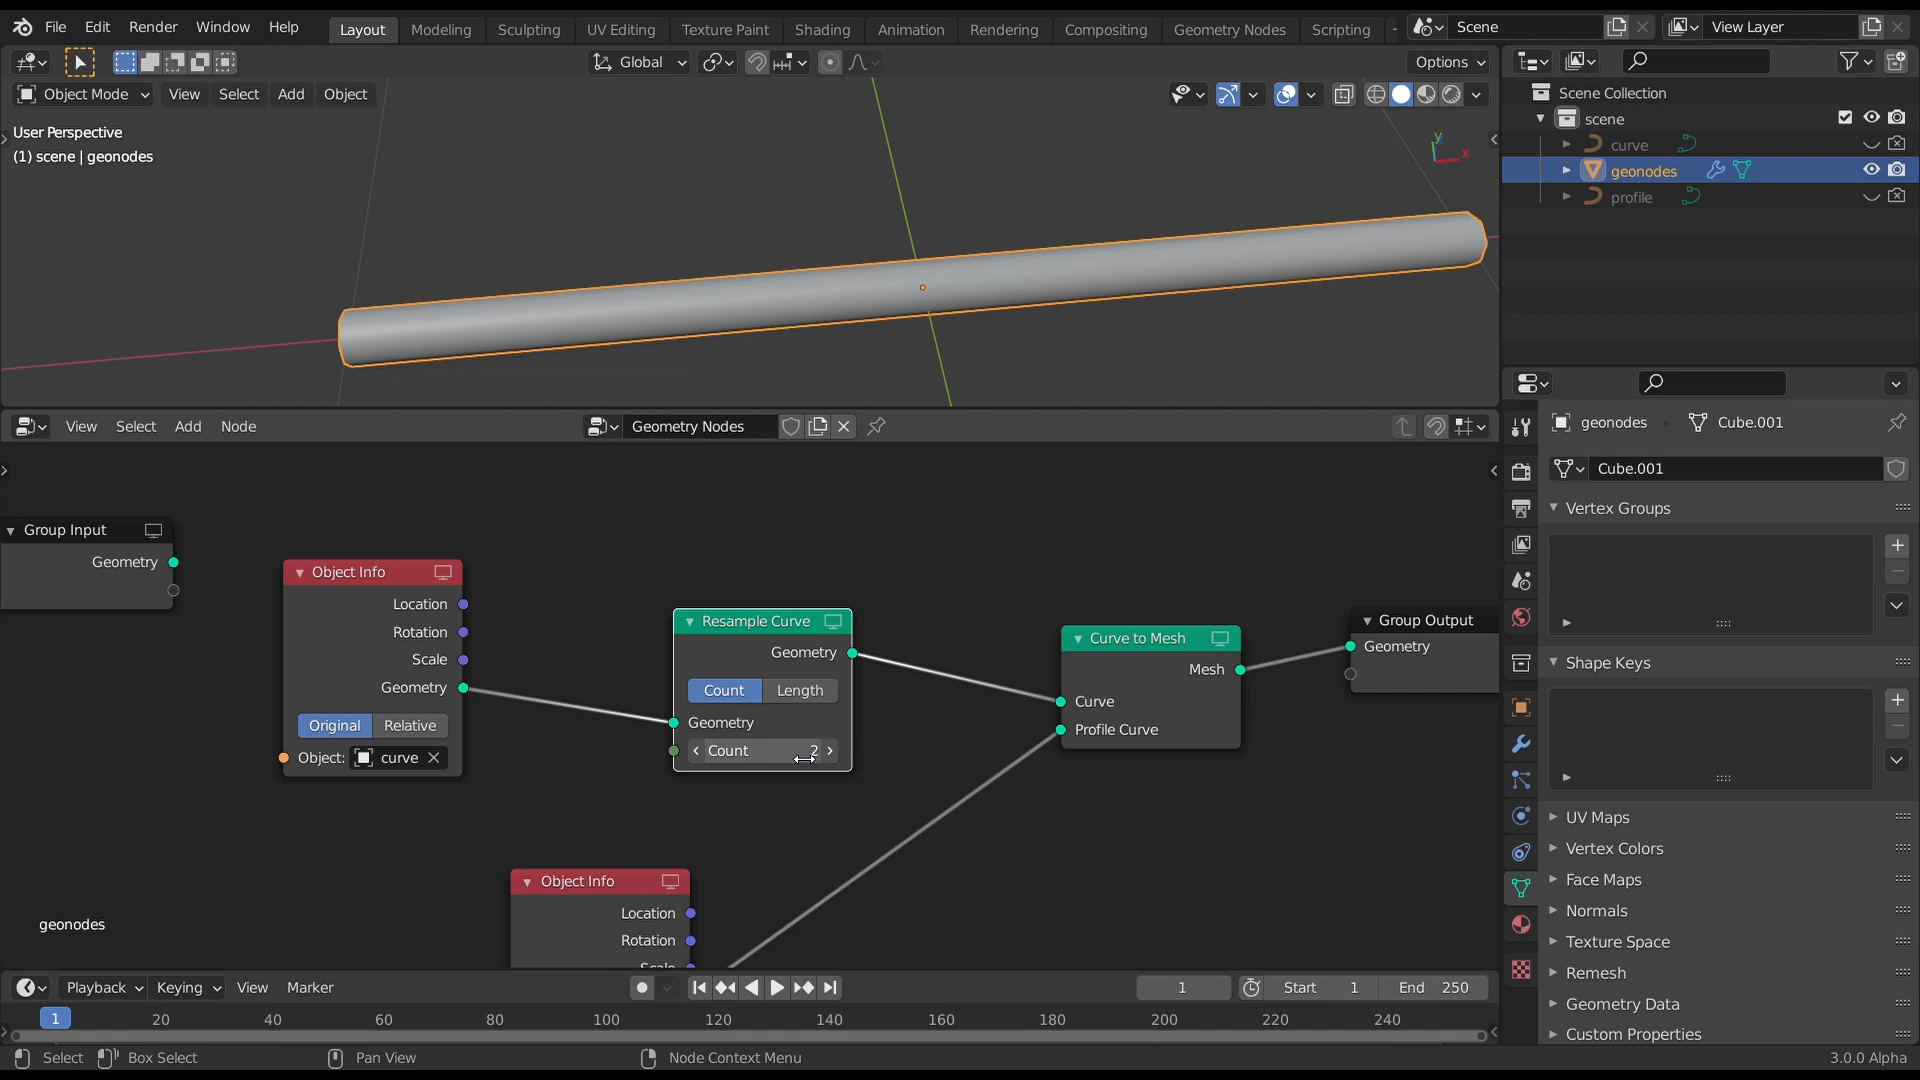 File Edit Render Window Help Layout Modeling Sculpting UV Editing Texture Paint Shading Animation Rendering Compositing Geometry Nodes Scripting Scene View Layer
Global Options
Object Mode View Select Add Object
User Perspective
(1) scene | geonodes
y
x
Scene Collection
scene
curve
geonodes
profile
View Select Add Node Geometry Nodes
Group Input
Geometry
Object Info
Location
Rotation
Scale
Geometry
Original Relative
Object: curve
Resample Curve
Geometry
Count Length
Geometry
Count 2
Curve to Mesh
Mesh
Curve
Profile Curve
Group Output
Geometry
Object Info
Location
Rotation
Scale
geonodes
geonodes Cube.001
Cube.001
Vertex Groups
Shape Keys
UV Maps
Vertex Colors
Face Maps
Normals
Texture Space
Remesh
Geometry Data
Custom Properties
Playback Keying View Marker 1 Start 1 End 250
1 20 40 60 80 100 120 140 160 180 200 220 240
Select Box Select Pan View Node Context Menu 3.0.0 Alpha